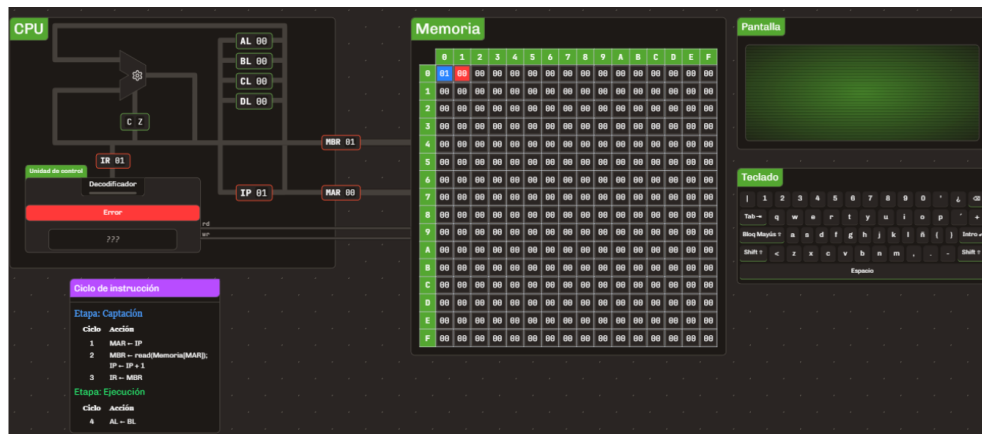 CPU
AL 00
BL 00
CL 00
DL 00
C Z
MBR 01
IR 01
Unidad de control
Decodificador
Error
???
IP 01
MAR 00
rd
wr
Ciclo de instrucción
Etapa: Captación
Ciclo Acción
1 MAR ← IP
2 MBR ← read(Memoria[MAR]);
IP ← IP + 1
3 IR ← MBR
Etapa: Ejecución
Ciclo Acción
4 AL ← BL
Memoria
0 1 2 3 4 5 6 7 8 9 A B C D E F
0 01 00 00 00 00 00 00 00 00 00 00 00 00 00 00 00
1 00 00 00 00 00 00 00 00 00 00 00 00 00 00 00 00
2 00 00 00 00 00 00 00 00 00 00 00 00 00 00 00 00
3 00 00 00 00 00 00 00 00 00 00 00 00 00 00 00 00
4 00 00 00 00 00 00 00 00 00 00 00 00 00 00 00 00
5 00 00 00 00 00 00 00 00 00 00 00 00 00 00 00 00
6 00 00 00 00 00 00 00 00 00 00 00 00 00 00 00 00
7 00 00 00 00 00 00 00 00 00 00 00 00 00 00 00 00
8 00 00 00 00 00 00 00 00 00 00 00 00 00 00 00 00
9 00 00 00 00 00 00 00 00 00 00 00 00 00 00 00 00
A 00 00 00 00 00 00 00 00 00 00 00 00 00 00 00 00
B 00 00 00 00 00 00 00 00 00 00 00 00 00 00 00 00
C 00 00 00 00 00 00 00 00 00 00 00 00 00 00 00 00
D 00 00 00 00 00 00 00 00 00 00 00 00 00 00 00 00
E 00 00 00 00 00 00 00 00 00 00 00 00 00 00 00 00
F 00 00 00 00 00 00 00 00 00 00 00 00 00 00 00 00
Pantalla
Teclado
| 1 2 3 4 5 6 7 8 9 0 ' ¿ ⌫
Tab q w e r t y u i o p ´ +
Bloq Mayús ⇧ a s d f g h j k l ñ { } Intro
Shift ⇧ < z x c v b n m , . - Shift ⇧
Espacio